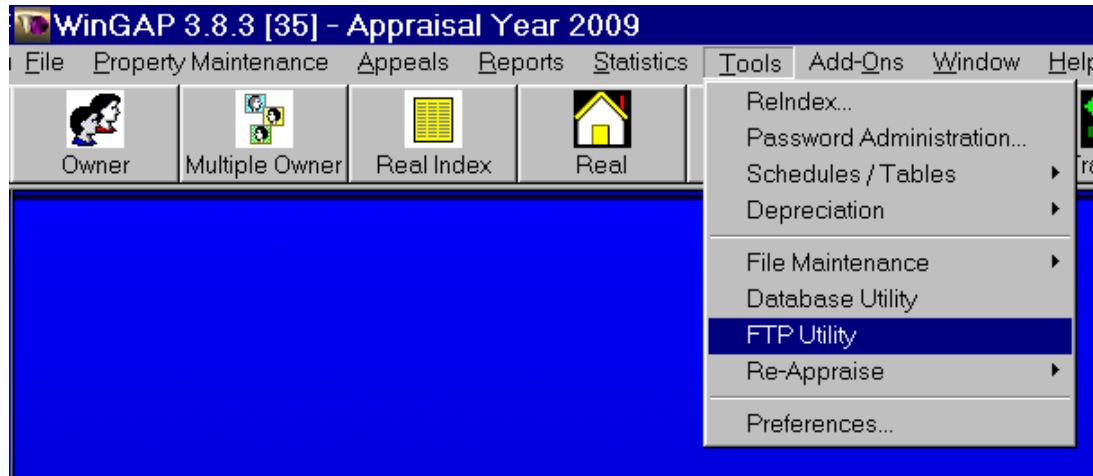 WinGAP 3.8.3 [35] - Appraisal Year 2009
File Property Maintenance Appeals Reports Statistics Tools Add-Ons Window Help
Owner Multiple Owner Real Index Real
ReIndex...
Password Administration...
Schedules / Tables
Depreciation
File Maintenance
Database Utility
FTP Utility
Re-Appraise
Preferences...